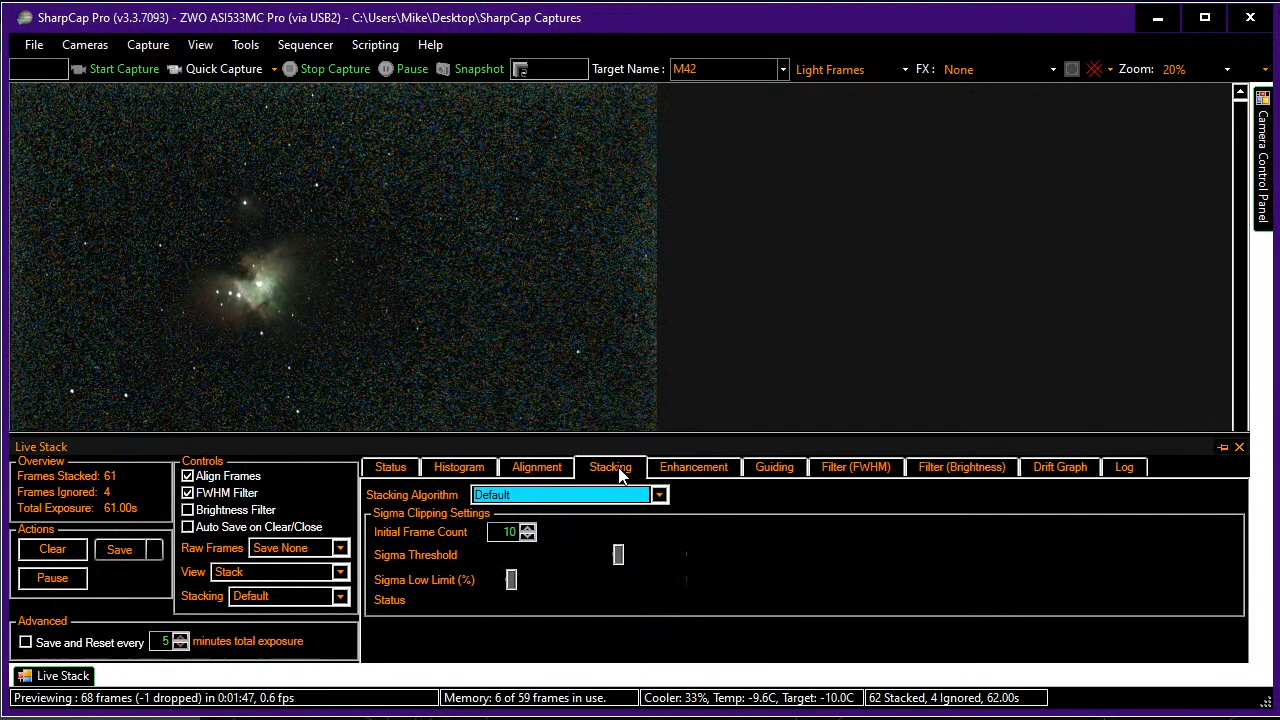 SharpCap Pro (v3.3.7093) - ZWO ASI533MC Pro (via USB2) - C:\Users\Mike\Desktop\SharpCap Captures
File Cameras Capture View Tools Sequencer Scripting Help
Start Capture Quick Capture Stop Capture Pause Snapshot Target Name : M42 Light Frames FX : None Zoom: 20%
Camera Control Panel
Live Stack
Overview
Frames Stacked: 61
Frames Ignored: 4
Total Exposure: 61.00s
Actions
Clear Save
Pause
Controls
Align Frames
FWHM Filter
Brightness Filter
Auto Save on Clear/Close
Raw Frames Save None
View Stack
Stacking Default
Advanced
Save and Reset every 5 minutes total exposure
Status Histogram Alignment Stacking Enhancement Guiding Filter (FWHM) Filter (Brightness) Drift Graph Log
Stacking Algorithm Default
Sigma Clipping Settings
Initial Frame Count 10
Sigma Threshold
Sigma Low Limit (%)
Status
Live Stack
Previewing : 68 frames (-1 dropped) in 0:01:47, 0.6 fps Memory: 6 of 59 frames in use. Cooler: 33%, Temp: -9.6C, Target: -10.0C 62 Stacked, 4 Ignored, 62.00s